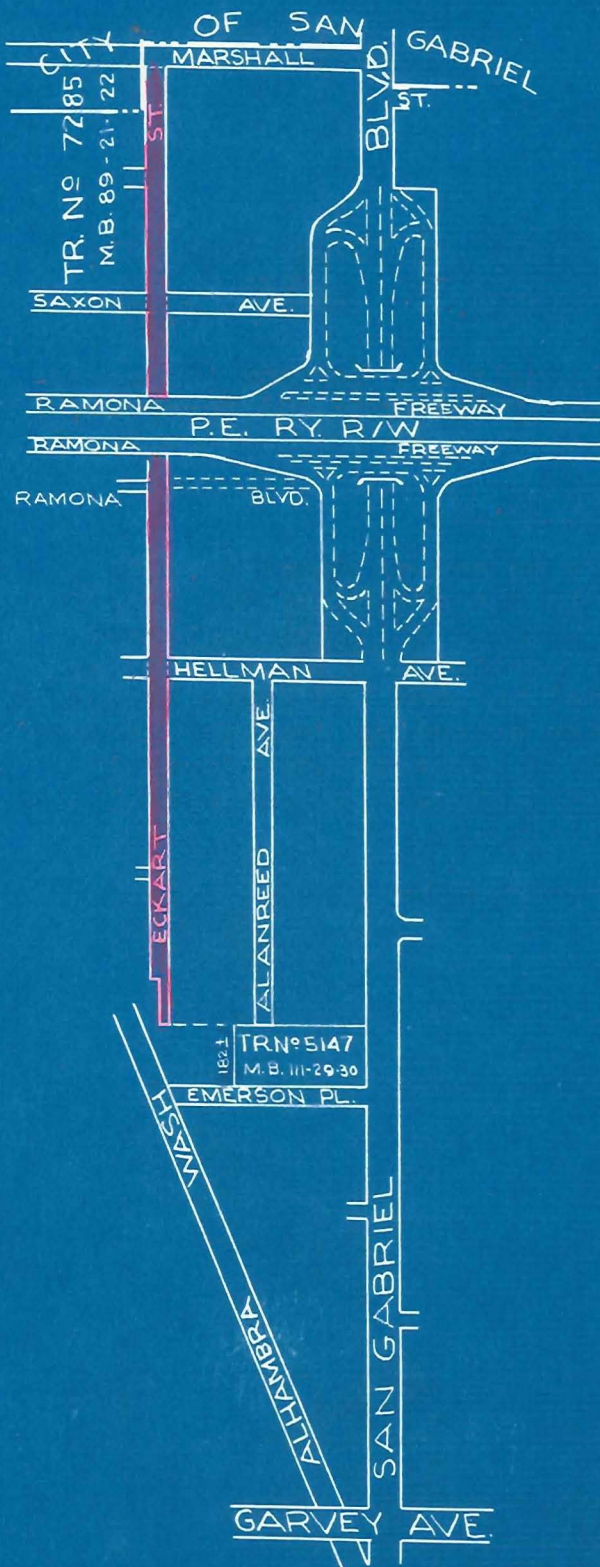 CITY OF SAN GABRIEL
MARSHALL ST.
TR. Nº 7285
M.B. 89-21-22
ST.
BLVD.
SAXON AVE.
RAMONA FREEWAY
P.E. RY. R/W
RAMONA FREEWAY
RAMONA BLVD.
HELLMAN AVE.
ECKART
ALANREED AVE.
182±
TR.Nº 5147
M.B. 111-29-30
EMERSON PL.
WASH
ALHAMBRA
SAN GABRIEL
GARVEY AVE.